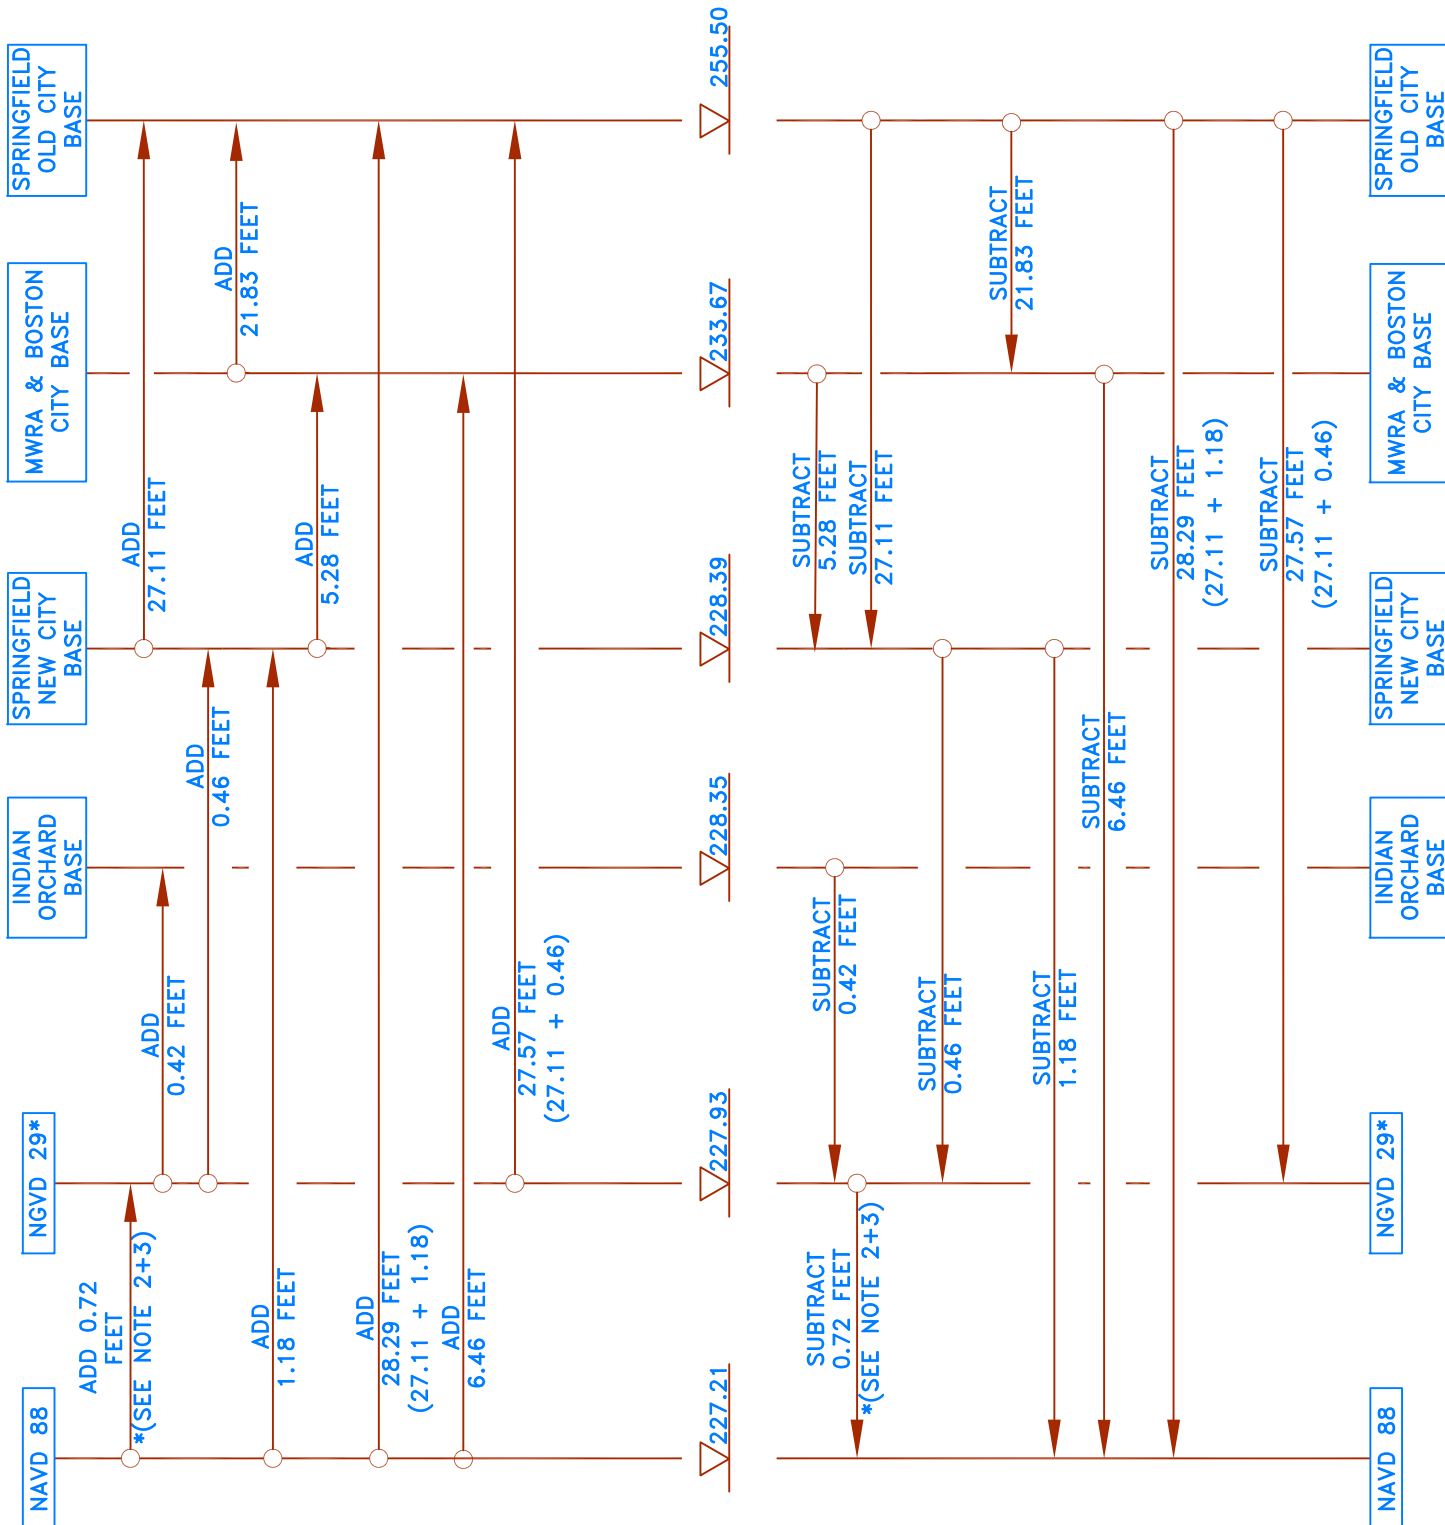 SPRINGFIELD
OLD CITY
BASE
MWRA & BOSTON
CITY BASE
SPRINGFIELD
NEW CITY
BASE
INDIAN
ORCHARD
BASE
NGVD 29*
NAVD 88
ADD
27.11 FEET
ADD
21.83 FEET
ADD
5.28 FEET
ADD
0.46 FEET
ADD
0.42 FEET
ADD
27.57 FEET
(27.11 + 0.46)
ADD 0.72
FEET
*(SEE NOTE 2+3)
ADD
1.18 FEET
ADD
28.29 FEET
(27.11 + 1.18)
ADD
6.46 FEET
255.50
233.67
228.39
228.35
227.93
227.21
SUBTRACT
21.83 FEET
SUBTRACT
5.28 FEET
SUBTRACT
27.11 FEET
SUBTRACT
28.29 FEET
(27.11 + 1.18)
SUBTRACT
27.57 FEET
(27.11 + 0.46)
SUBTRACT
6.46 FEET
SUBTRACT
0.42 FEET
SUBTRACT
0.46 FEET
SUBTRACT
1.18 FEET
SUBTRACT
0.72 FEET
*(SEE NOTE 2+3)
SPRINGFIELD
OLD CITY
BASE
MWRA & BOSTON
CITY BASE
SPRINGFIELD
NEW CITY
BASE
INDIAN
ORCHARD
BASE
NGVD 29*
NAVD 88